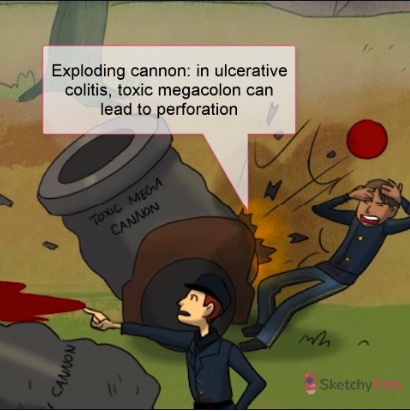 Exploding cannon: in ulcerative
colitis, toxic megacolon can
lead to perforation
TOXIC MEGA
CANNON
CANNON
SketchyPath